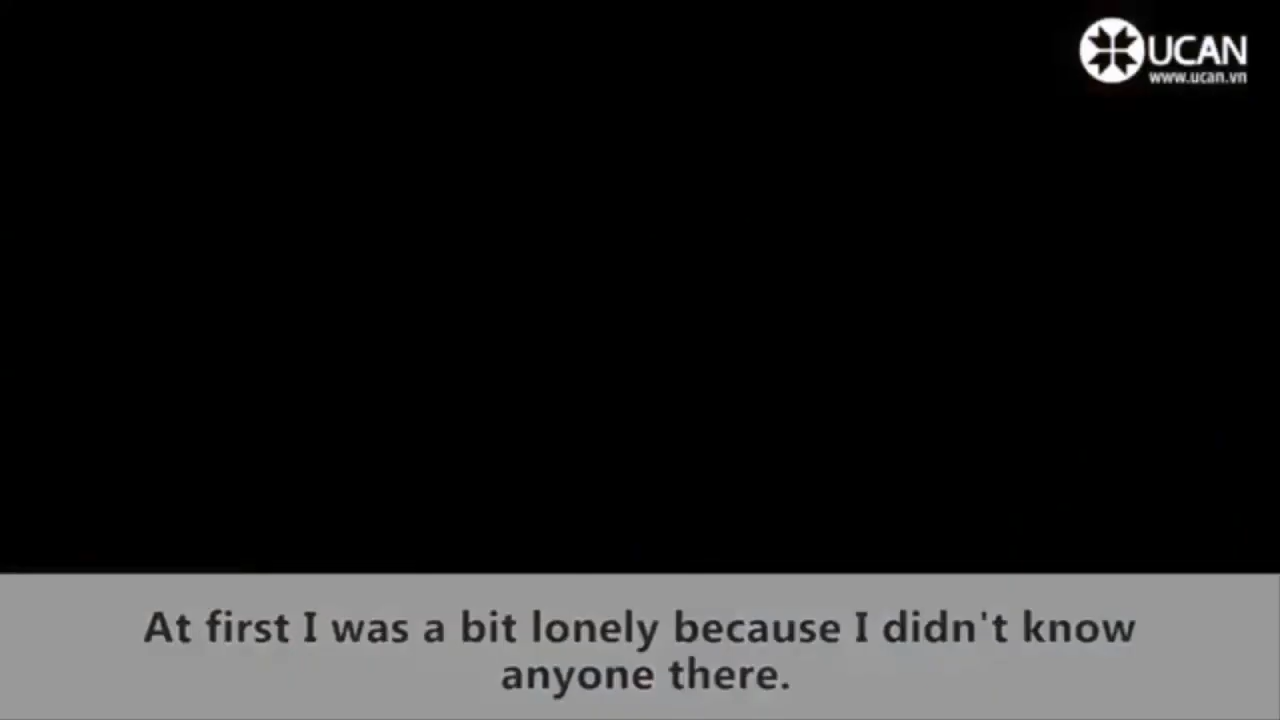 UCAN
www.ucan.vn
At first I was a bit lonely because I didn't know
anyone there.